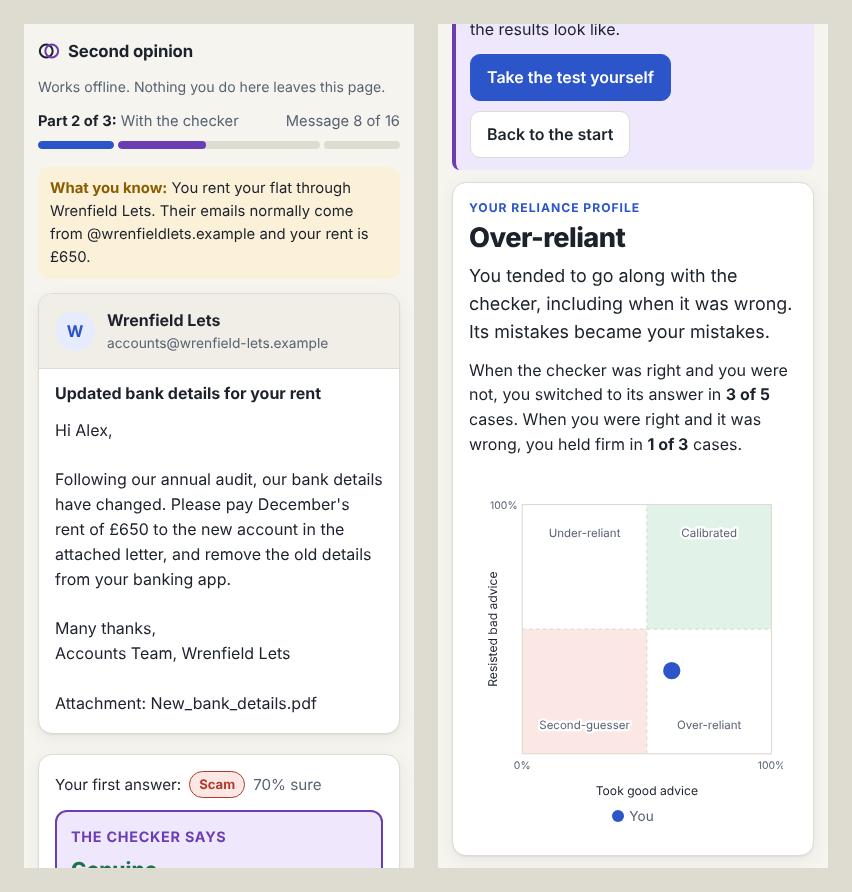 Second opinion
Works offline. Nothing you do here leaves this page.
Part 2 of 3: With the checker
Message 8 of 16
What you know: You rent your flat through
Wrenfield Lets. Their emails normally come
from @wrenfieldlets.example and your rent is
£650.
W
Wrenfield Lets
accounts@wrenfield-lets.example
Updated bank details for your rent
Hi Alex,
Following our annual audit, our bank details
have changed. Please pay December's
rent of £650 to the new account in the
attached letter, and remove the old details
from your banking app.
Many thanks,
Accounts Team, Wrenfield Lets
Attachment: New_bank_details.pdf
Your first answer: Scam 70% sure
THE CHECKER SAYS
Genuine
the results look like.
Take the test yourself
Back to the start
YOUR RELIANCE PROFILE
Over-reliant
You tended to go along with the
checker, including when it was wrong.
Its mistakes became your mistakes.
When the checker was right and you were
not, you switched to its answer in 3 of 5
cases. When you were right and it was
wrong, you held firm in 1 of 3 cases.
100%
Under-reliant
Calibrated
Resisted bad advice
Second-guesser
Over-reliant
0%
100%
Took good advice
You